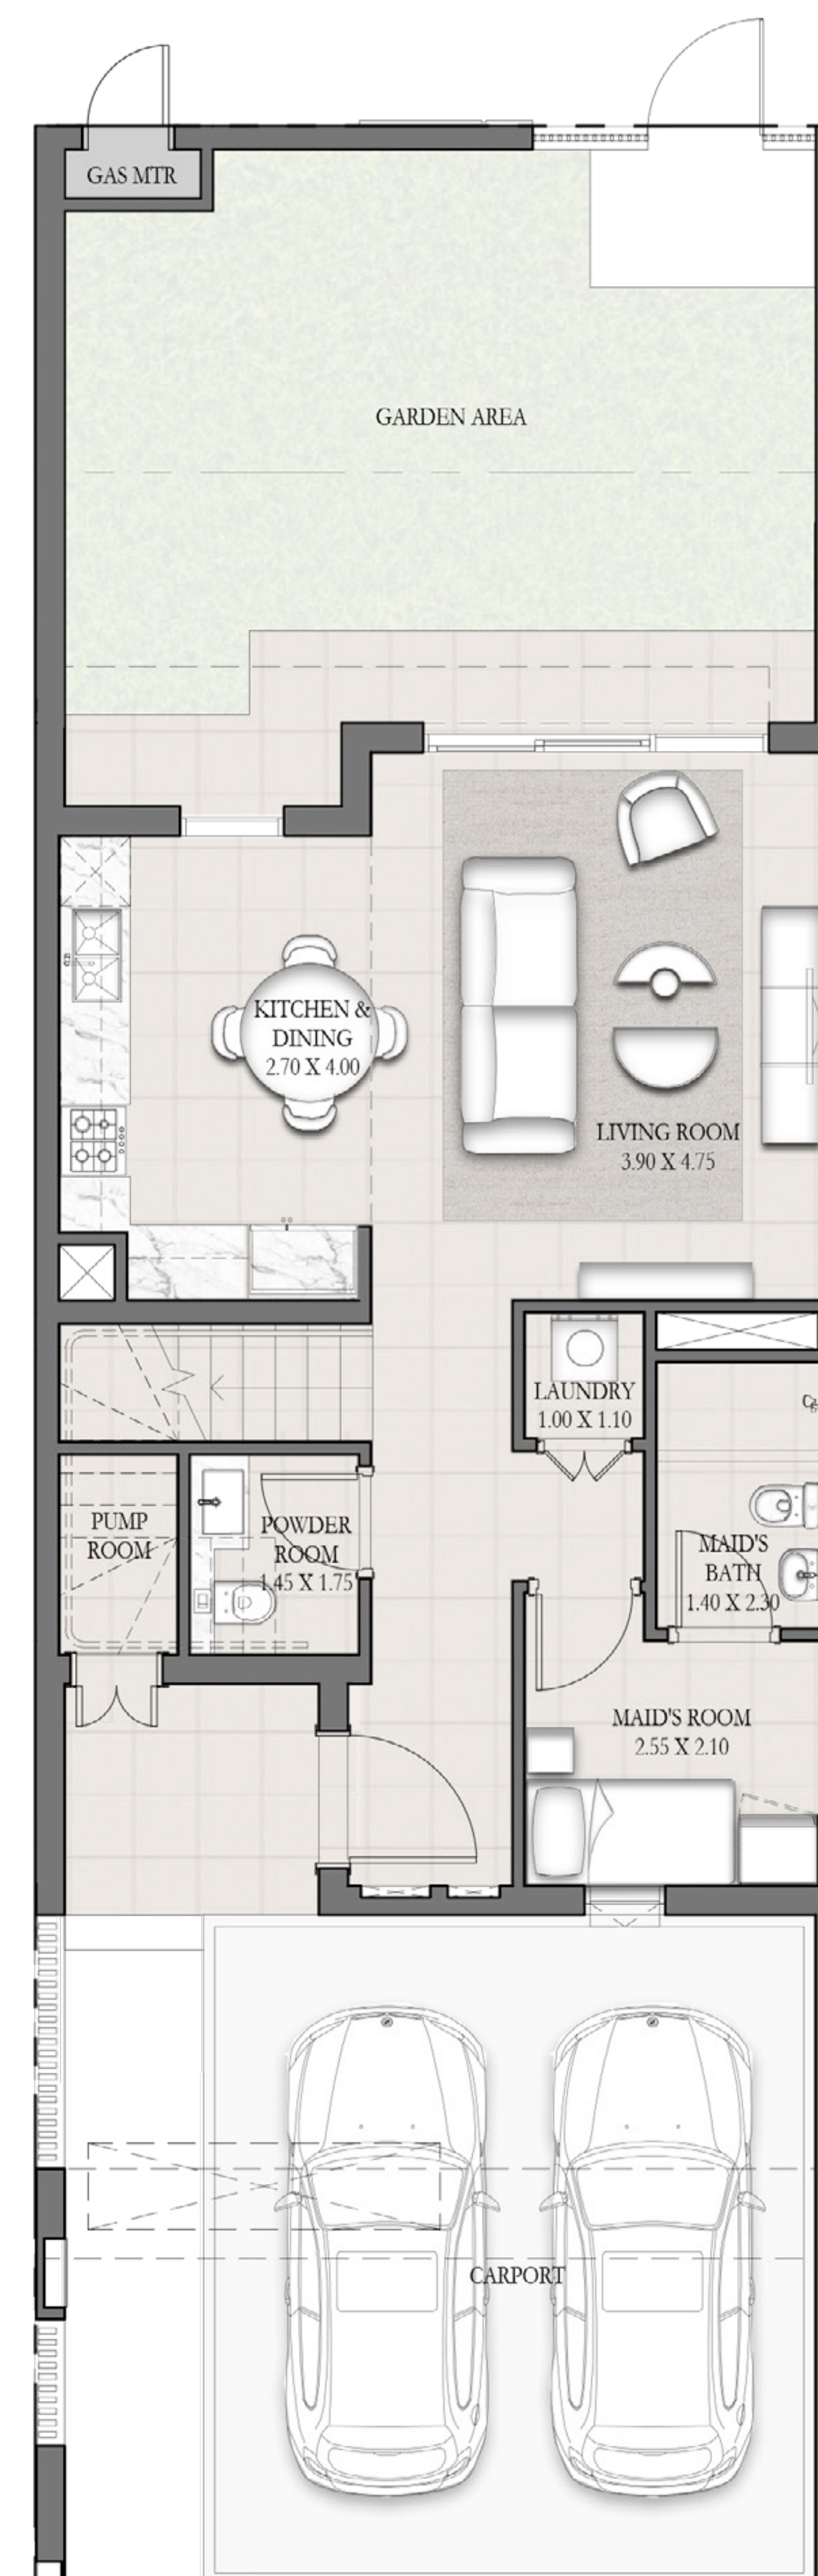 GAS MTR
GARDEN AREA
KITCHEN &
DINING
2.70 X 4.00
LIVING ROOM
3.90 X 4.75
LAUNDRY
1.00 X 1.10
PUMP
ROOM
POWDER
ROOM
1.45 X 1.75
MAID'S
BATH
1.40 X 2.30
MAID'S ROOM
2.55 X 2.10
CARPORT